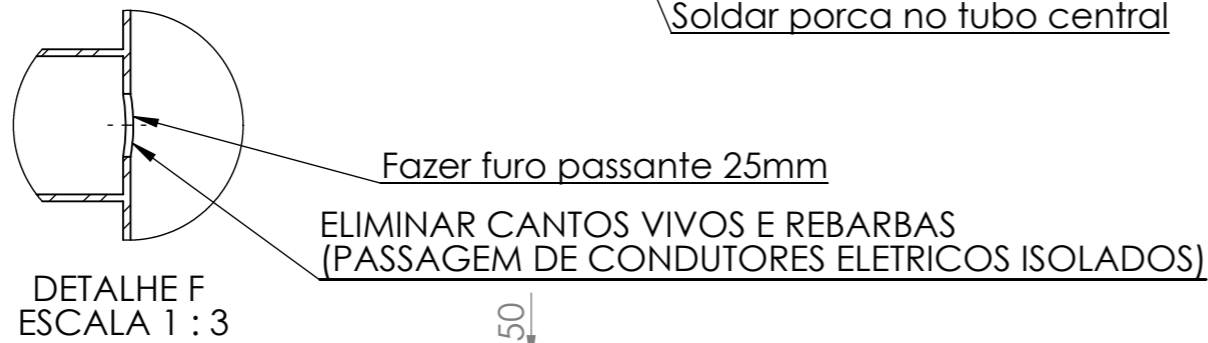 Soldar porca no tubo central
Fazer furo passante 25mm
ELIMINAR CANTOS VIVOS E REBARBAS
(PASSAGEM DE CONDUTORES ELETRICOS ISOLADOS)
DETALHE F
ESCALA 1 : 3
50